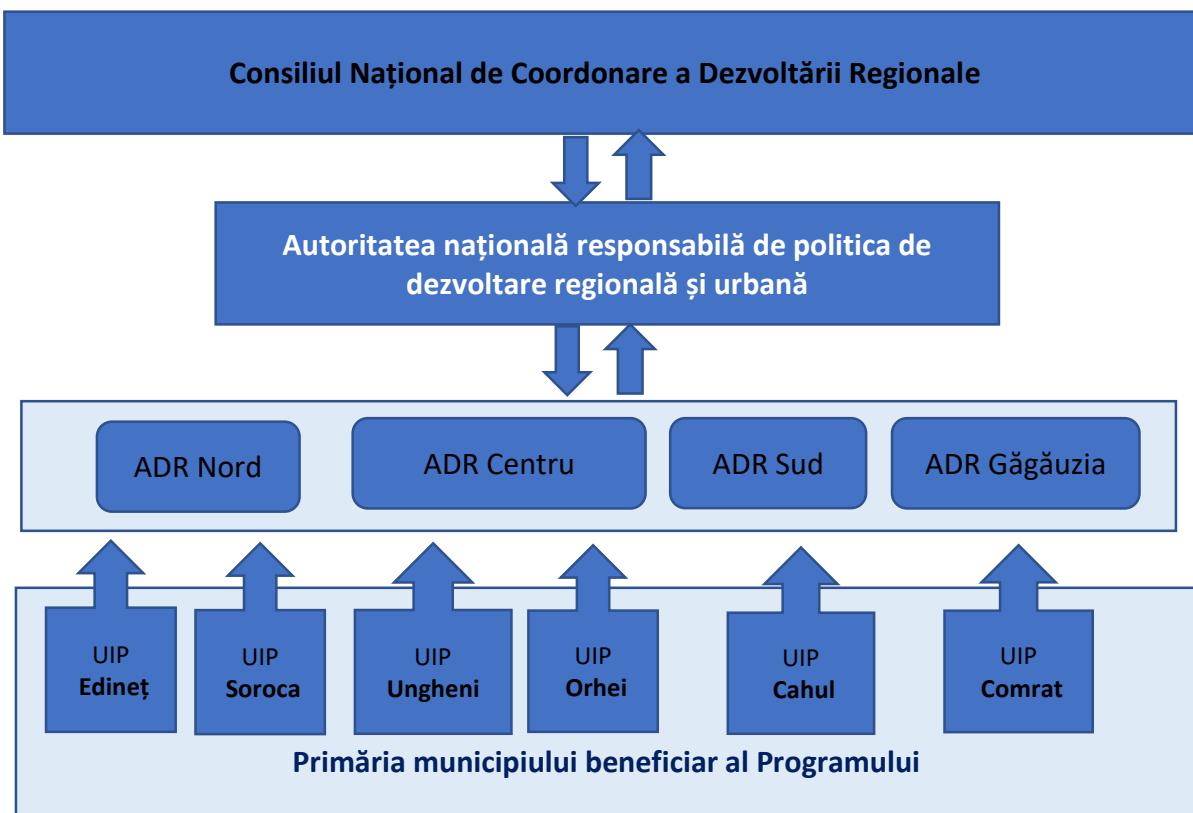 Consiliul Național de Coordonare a Dezvoltării Regionale
Autoritatea națională responsabilă de politica de
dezvoltare regională și urbană
ADR Nord
ADR Centru
ADR Sud
ADR Găgăuzia
UIP
Edineț
UIP
Soroca
UIP
Ungheni
UIP
Orhei
UIP
Cahul
UIP
Comrat
Primăria municipiului beneficiar al Programului